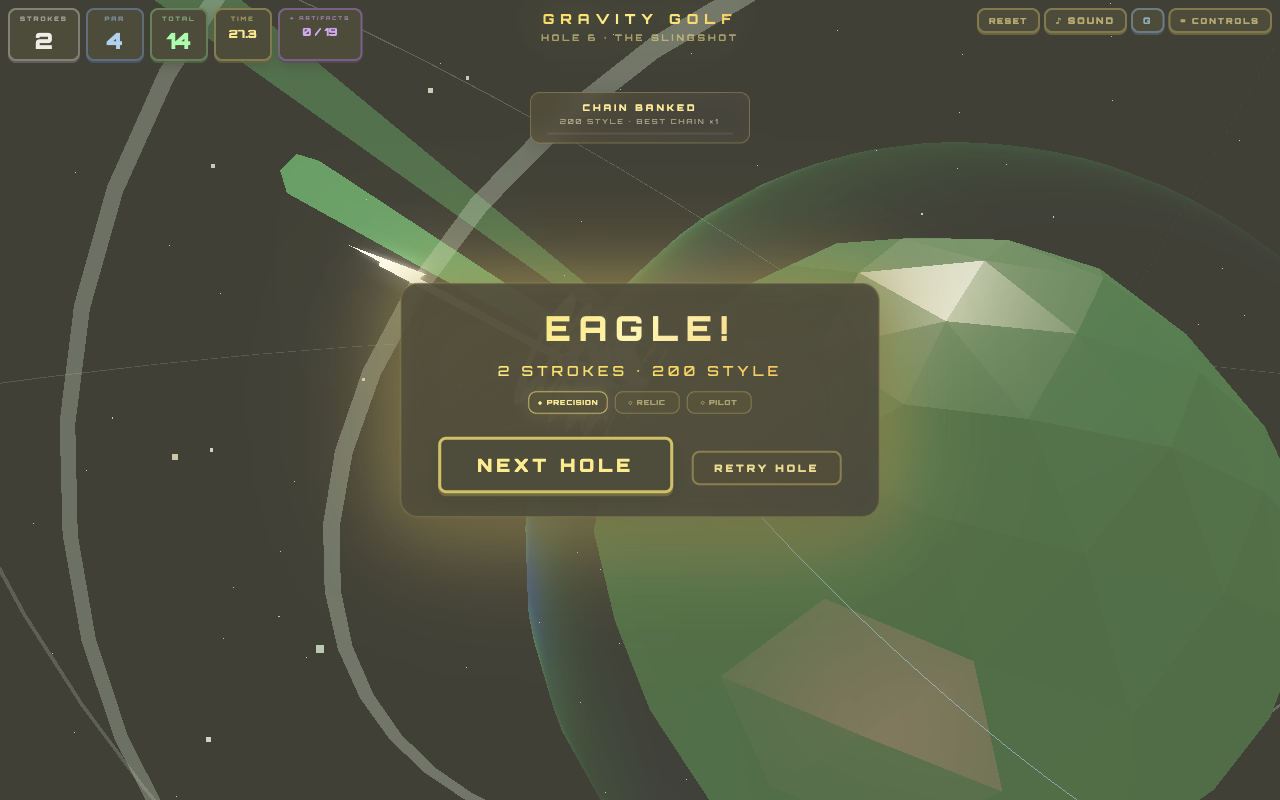 STROKES
2
PAR
4
TOTAL
14
TIME
27.3
ARTIFACTS
0/19
GRAVITY GOLF
HOLE 6 · THE SLINGSHOT
RESET
♪ SOUND
G
≡ CONTROLS
CHAIN BANKED
200 STYLE · BEST CHAIN ×1
EAGLE!
2 STROKES · 200 STYLE
◆ PRECISION
◇ RELIC
◇ PILOT
NEXT HOLE
RETRY HOLE